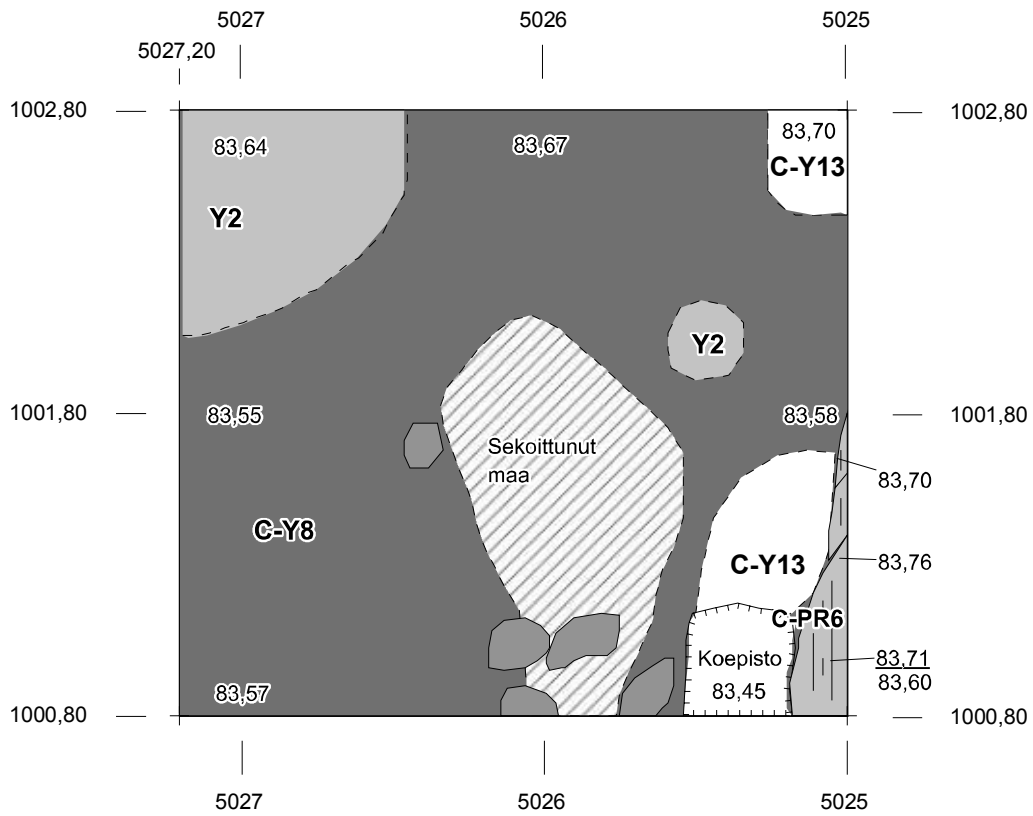 5027 5026 5025
5027,20
1002,80 1002,80
83,64 83,67 83,70
C-Y13
Y2
Y2
1001,80 83,55 83,58 1001,80
Sekoittunut
maa
83,70
C-Y8
C-Y13 83,76
C-PR6
Koepisto 83,71
83,57 83,45 83,60
1000,80 1000,80
5027 5026 5025